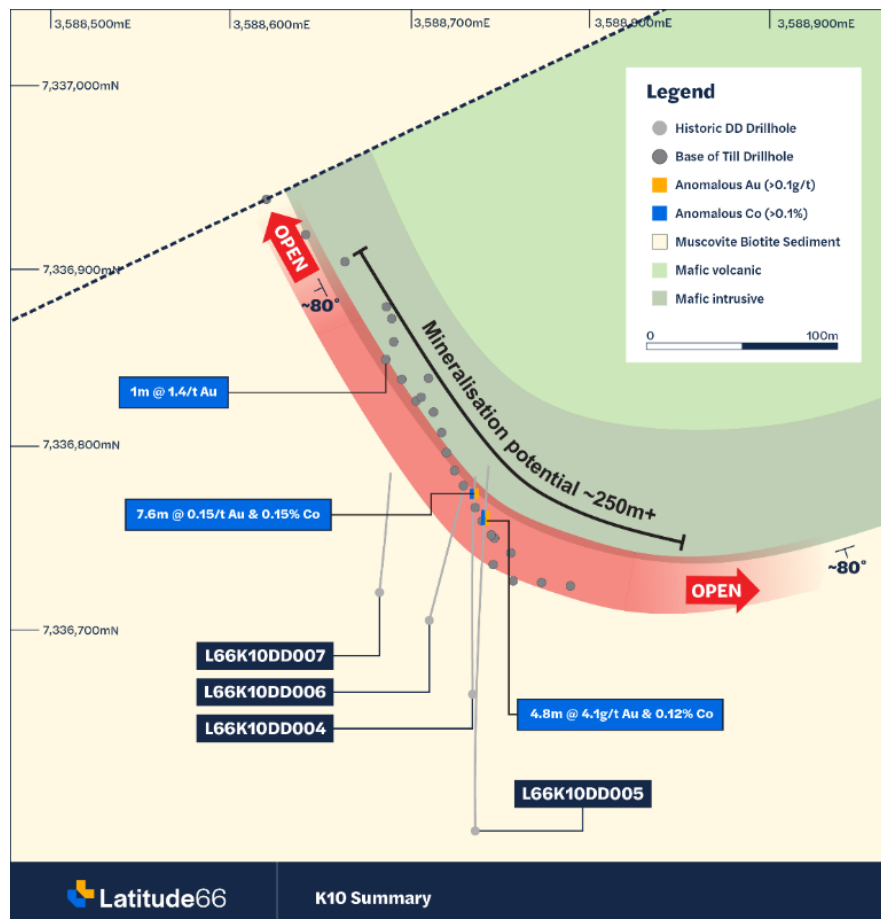 3,588,500mE
3,588,600mE
3,588,700mE
3,588,800mE
3,588,900mE
7,337,000mN
Legend
Historic DD Drillhole
Base of Till Drillhole
Anomalous Au (>0.1g/t)
Anomalous Co (>0.1%)
Muscovite Biotite Sediment
Mafic volcanic
Mafic intrusive
0
100m
OPEN
7,336,900mN
~80°
Mineralisation potential ~250m+
1m @ 1.4/t Au
7,336,800mN
7.6m @ 0.15/t Au & 0.15% Co
~80°
OPEN
7,336,700mN
L66K10DD007
L66K10DD006
L66K10DD004
4.8m @ 4.1g/t Au & 0.12% Co
L66K10DD005
Latitude66
K10 Summary